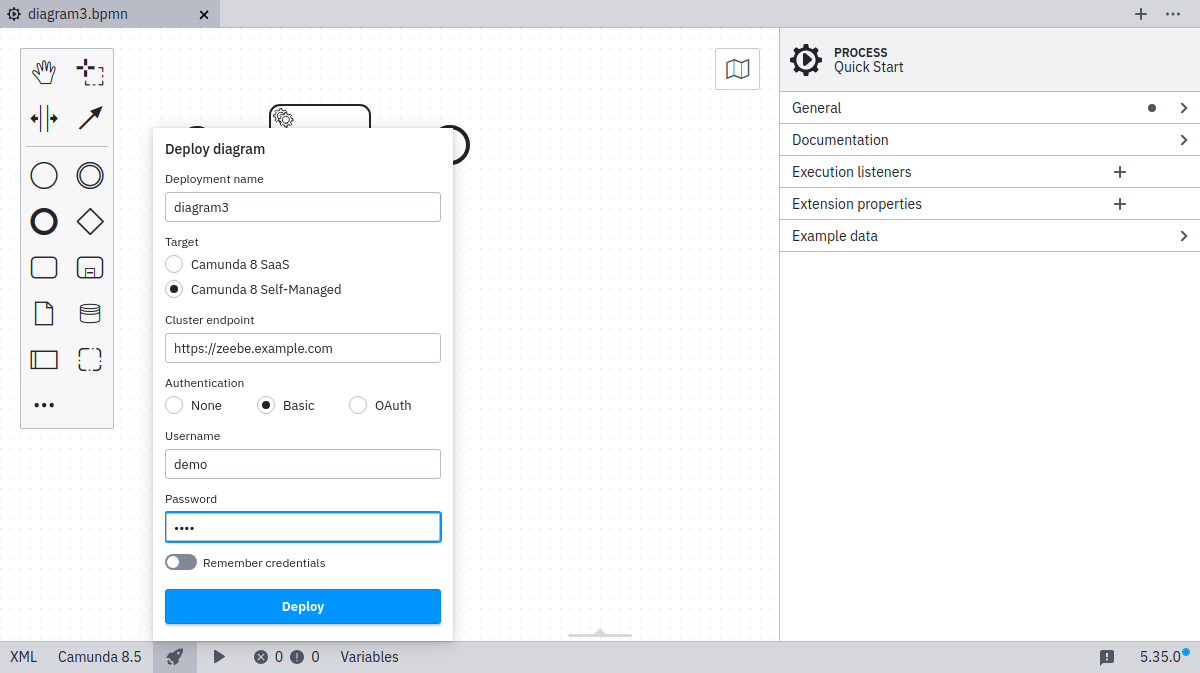 diagram3.bpmn
PROCESS
Quick Start
General
Documentation
Execution listeners
Extension properties
Example data
Deploy diagram
Deployment name
diagram3
Target
Camunda 8 SaaS
Camunda 8 Self-Managed
Cluster endpoint
https://zeebe.example.com
Authentication
None Basic OAuth
Username
demo
Password
••••
Remember credentials
Deploy
XML Camunda 8.5 0 0 Variables 5.35.0